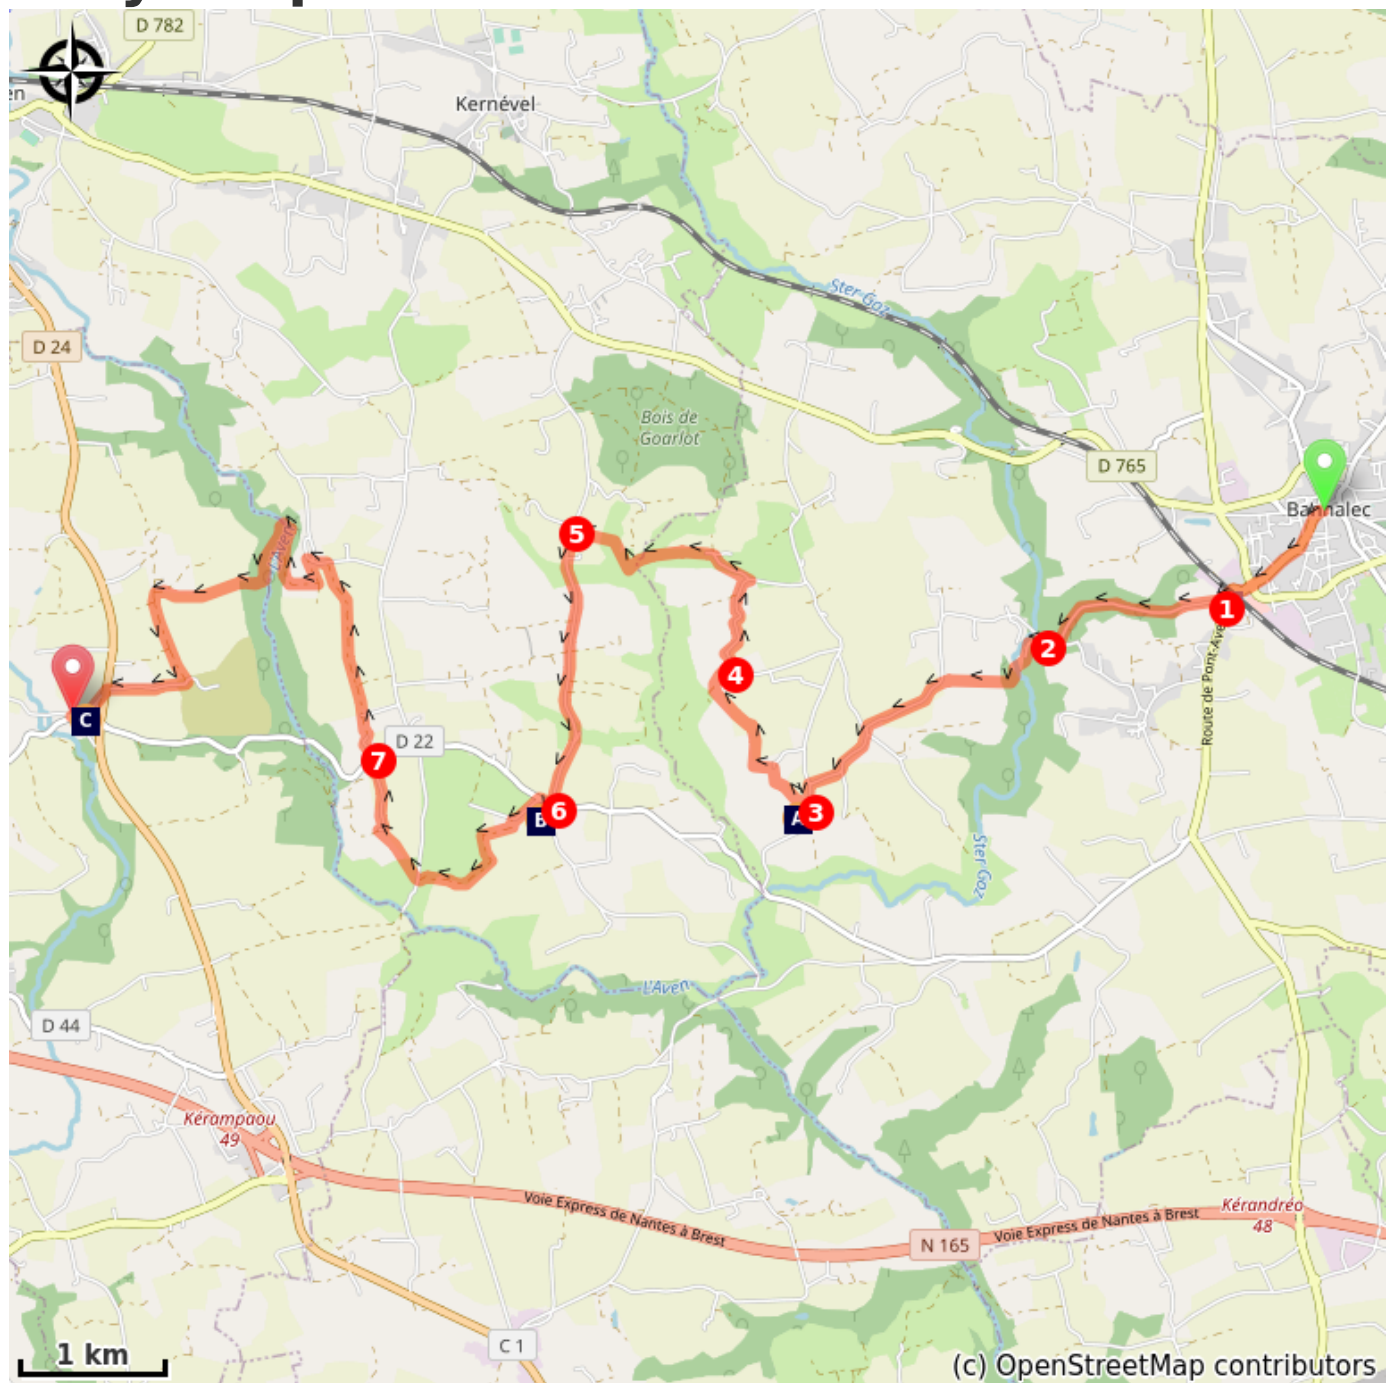 D 782
en
Kernével
Ster Goz
D 24
Bois de
Goarlot
D 765
Bannalec
5
L'Aven
1
2
4
Route de Pont-Ave
C
D 22
7
6
B
A
3
Ster Goz
L'Aven
D 44
Kérampaou
49
Voie Express de Nantes à Brest
Voie Express de Nantes à Brest
Kérandréo
48
N 165
C 1
1 km
(c) OpenStreetMap contributors